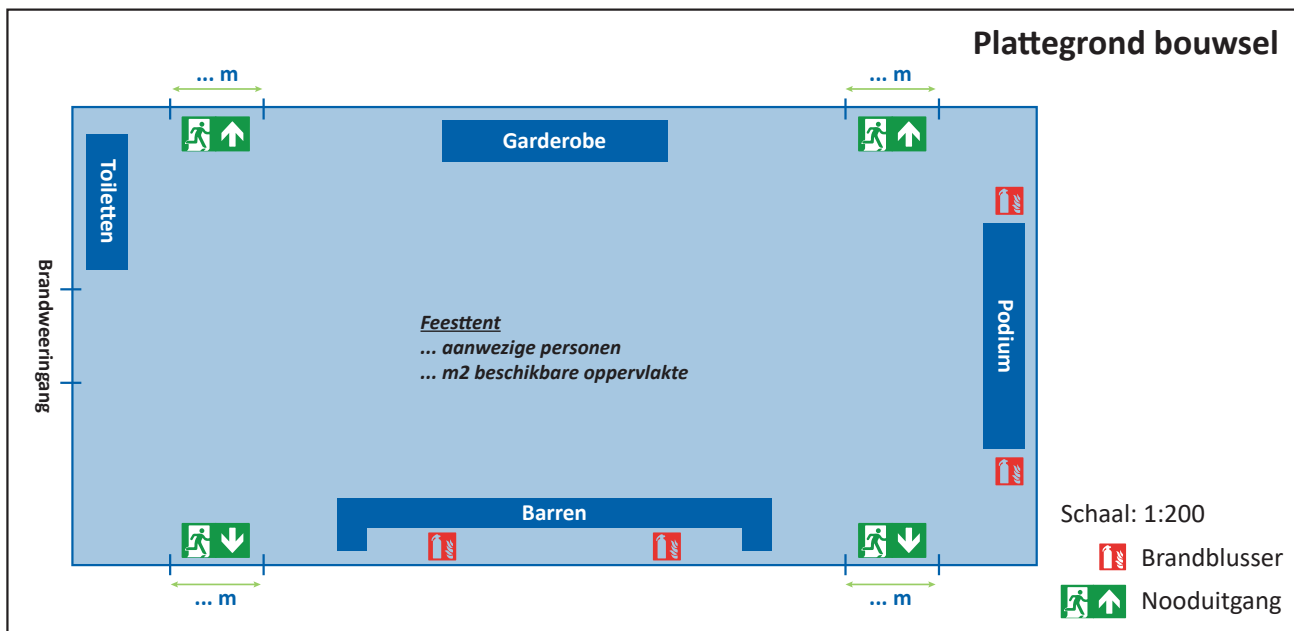 Plattegrond bouwsel
... m
... m
Garderobe
Toiletten
Brandweeringang
Feesttent
... aanwezige personen
... m2 beschikbare oppervlakte
Podium
Barren
... m
... m
Schaal: 1:200
Brandblusser
Nooduitgang